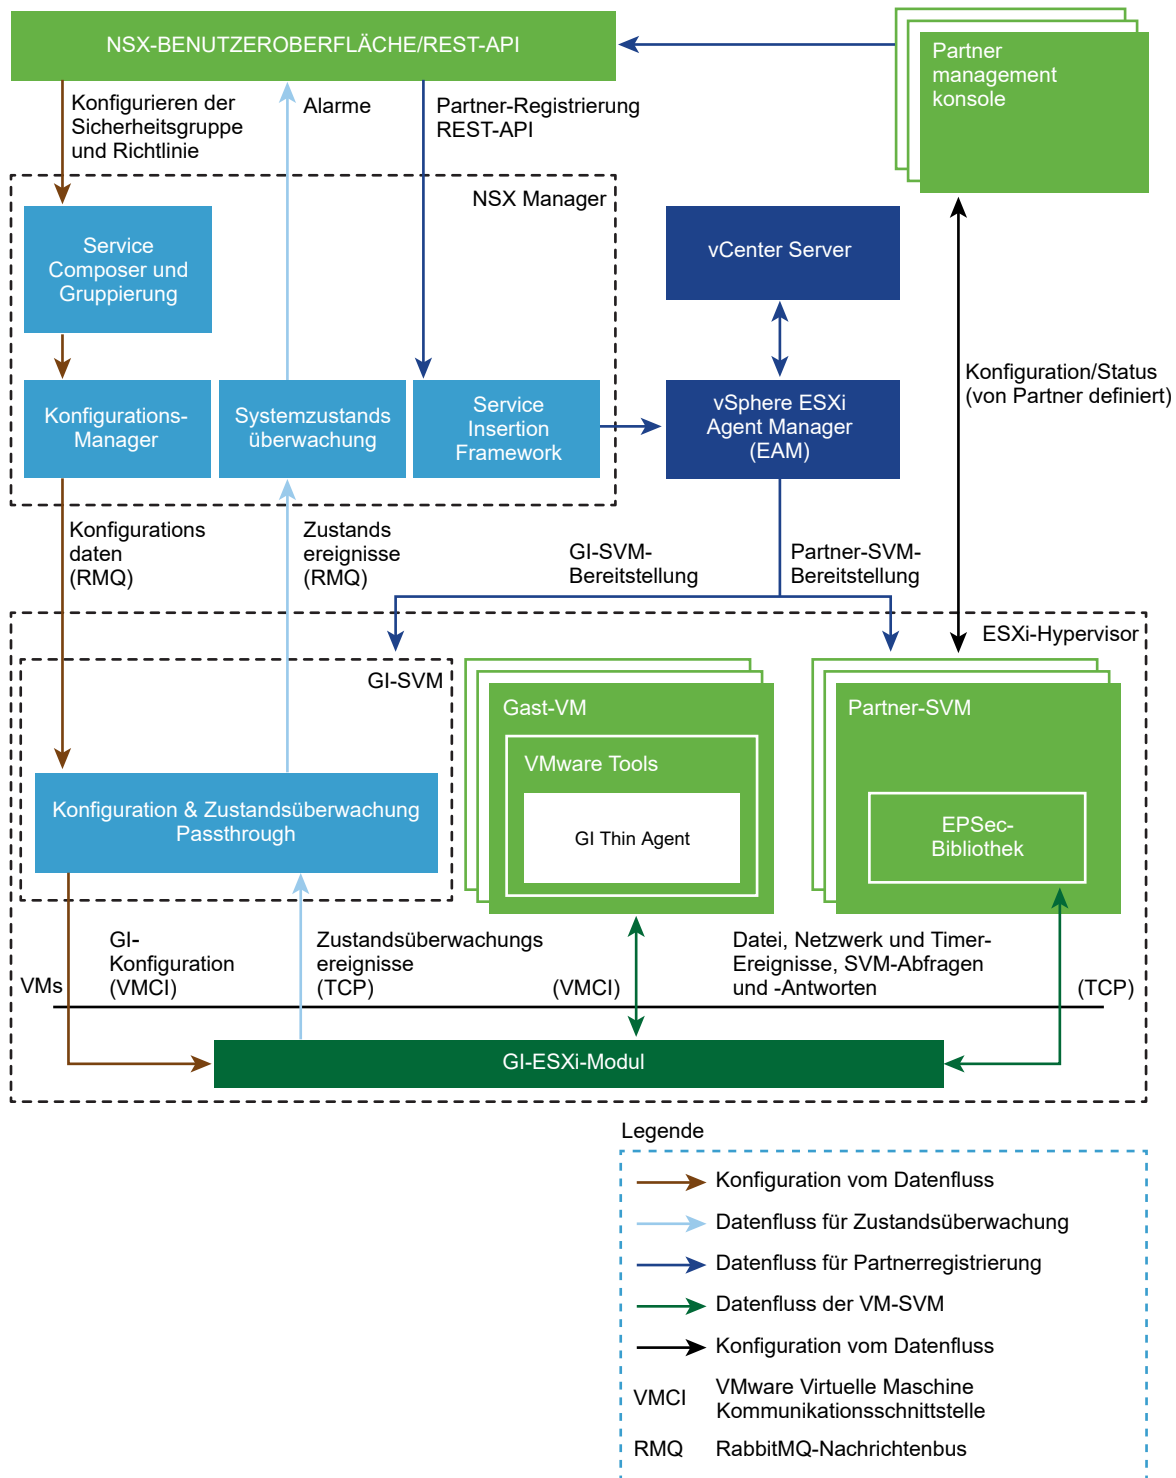 NSX-BENUTZEROBERFLÄCHE/REST-API
Partner
management
konsole
Konfigurieren der
Sicherheitsgruppe
und Richtlinie
Alarme
Partner-Registrierung
REST-API
NSX Manager
Service
Composer und
Gruppierung
vCenter Server
Konfiguration/Status
(von Partner definiert)
Konfigurations-
Manager
Systemzustands
überwachung
Service
Insertion
Framework
vSphere ESXi
Agent Manager
(EAM)
Konfigurations
daten
(RMQ)
Zustands
ereignisse
(RMQ)
GI-SVM-
Bereitstellung
Partner-SVM-
Bereitstellung
ESXi-Hypervisor
GI-SVM
Gast-VM
VMware Tools
GI Thin Agent
Partner-SVM
EPSec-
Bibliothek
Konfiguration & Zustandsüberwachung
Passthrough
GI-
Konfiguration
(VMCI)
Zustandsüberwachungs
ereignisse
(TCP)
(VMCI)
Datei, Netzwerk und Timer-
Ereignisse, SVM-Abfragen
und -Antworten
(TCP)
VMs
GI-ESXi-Modul
Legende
Konfiguration vom Datenfluss
Datenfluss für Zustandsüberwachung
Datenfluss für Partnerregistrierung
Datenfluss der VM-SVM
Konfiguration vom Datenfluss
VMCI VMware Virtuelle Maschine
Kommunikationsschnittstelle
RMQ RabbitMQ-Nachrichtenbus